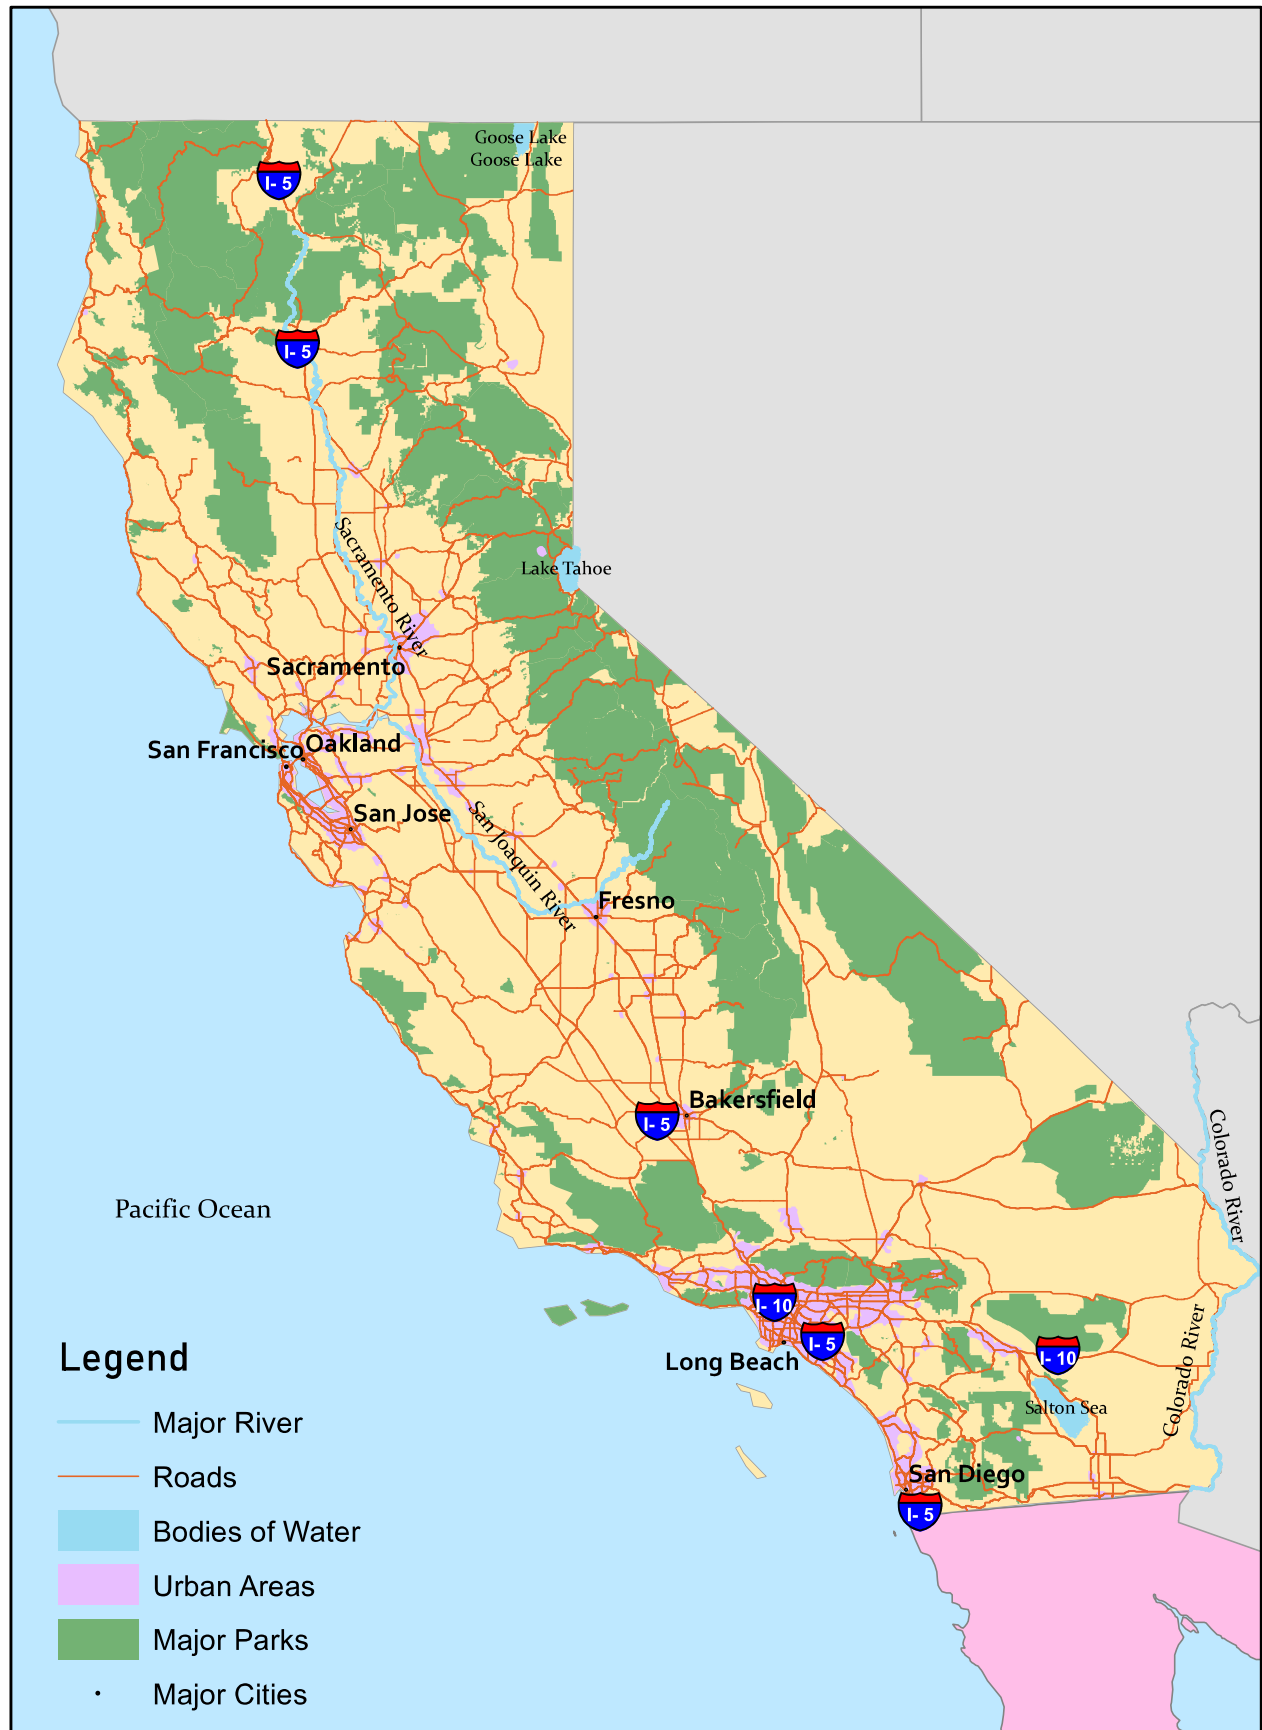 Goose Lake
Goose Lake
I- 5
I- 5
Sacramento River
Lake Tahoe
Sacramento
San Francisco
Oakland
San Jose
San Joaquin River
Fresno
Bakersfield
I- 5
Colorado River
Pacific Ocean
I- 10
I- 5
Long Beach
I- 10
Colorado River
Salton Sea
San Diego
I- 5
Legend
Major River
Roads
Bodies of Water
Urban Areas
Major Parks
Major Cities